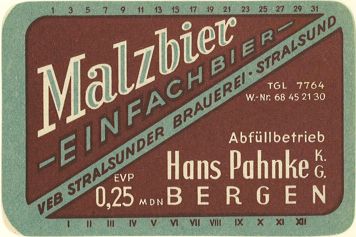 1 3 5 7 9 11 13 15 17 19 21 23 25 27 29 31
Malzbier
-EINFACHBIER-
VEB STRALSUNDER BRAUEREI · STRALSUND
TGL 7764
W.-Nr. 68 45 21 30
Abfüllbetrieb
Hans Pahnke K.G.
EVP
0,25 MDN BERGEN
I II III IV V VI VII VIII IX X XI XII